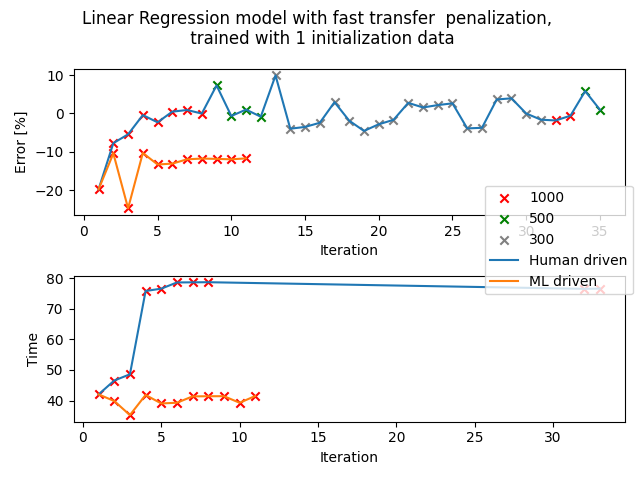 Linear Regression model with fast transfer  penalization,
trained with 1 initialization data
10
0
−10
−20
Error [%]
0 5 10 15 20 25 30 35
Iteration
1000
500
300
Human driven
ML driven
80
70
60
50
40
Time
0 5 10 15 20 25 30
Iteration